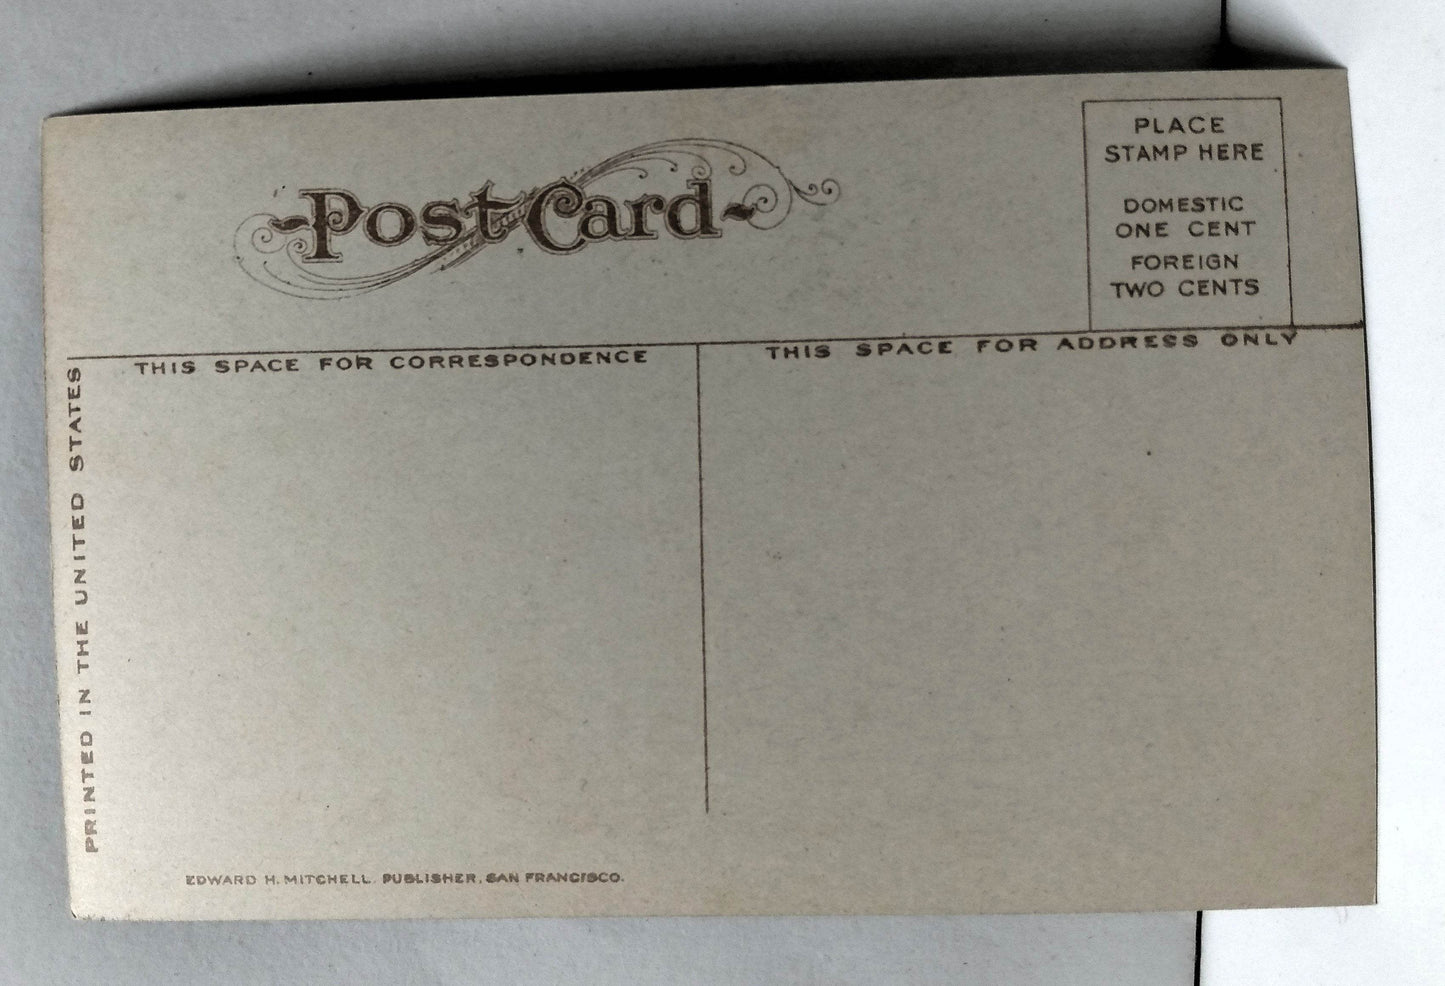 Post Card
PLACE
STAMP HERE
DOMESTIC
ONE CENT
FOREIGN
TWO CENTS
THIS SPACE FOR CORRESPONDENCE
THIS SPACE FOR ADDRESS ONLY
PRINTED IN THE UNITED STATES
EDWARD H. MITCHELL, PUBLISHER, SAN FRANCISCO.